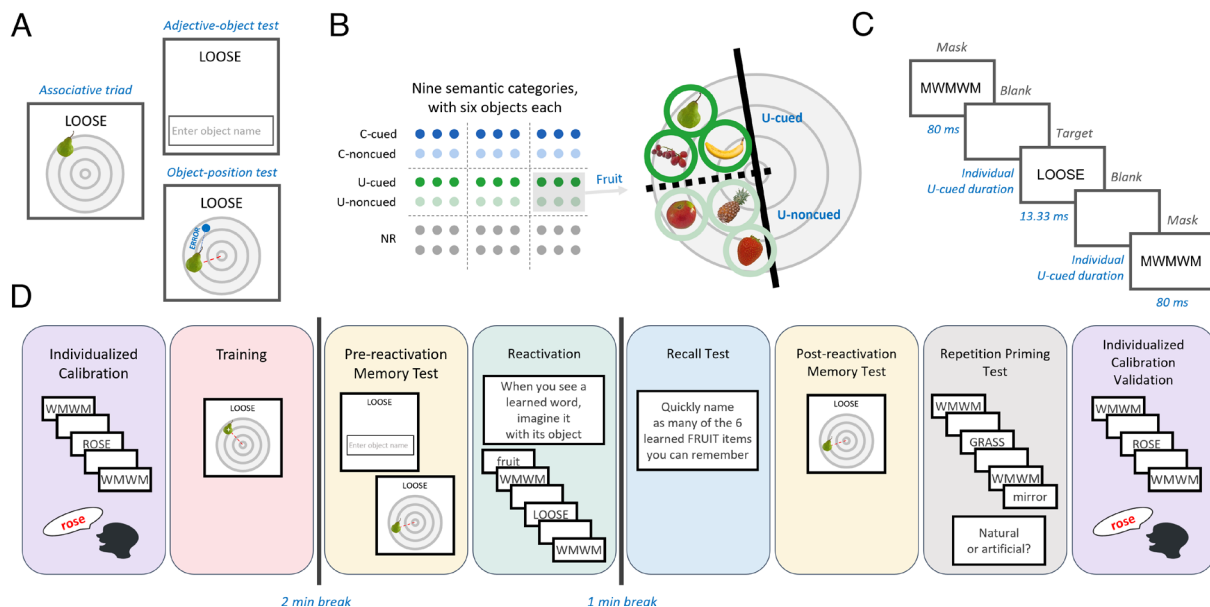 A
Associative triad
LOOSE
Adjective-object test
LOOSE
Enter object name
Object-position test
LOOSE
ERROR
B
Nine semantic categories,
with six objects each
C-cued
C-noncued
U-cued
U-noncued
NR
Fruit
U-cued
U-noncued
C
Mask
MWMWM
80 ms
Blank
Individual
U-cued duration
Target
LOOSE
13.33 ms
Blank
Individual
U-cued duration
Mask
MWMWM
80 ms
D
Individualized
Calibration
WMWM
ROSE
WMWM
rose
Training
LOOSE
2 min break
Pre-reactivation
Memory Test
LOOSE
Enter object name
LOOSE
Reactivation
When you see a
learned word,
imagine it
with its object
fruit
WMWM
LOOSE
WMWM
1 min break
Recall Test
Quickly name
as many of the 6
learned FRUIT items
you can remember
Post-reactivation
Memory Test
LOOSE
Repetition Priming
Test
WMWM
GRASS
WMWM
mirror
Natural
or artificial?
Individualized
Calibration
Validation
WMWM
ROSE
WMWM
rose